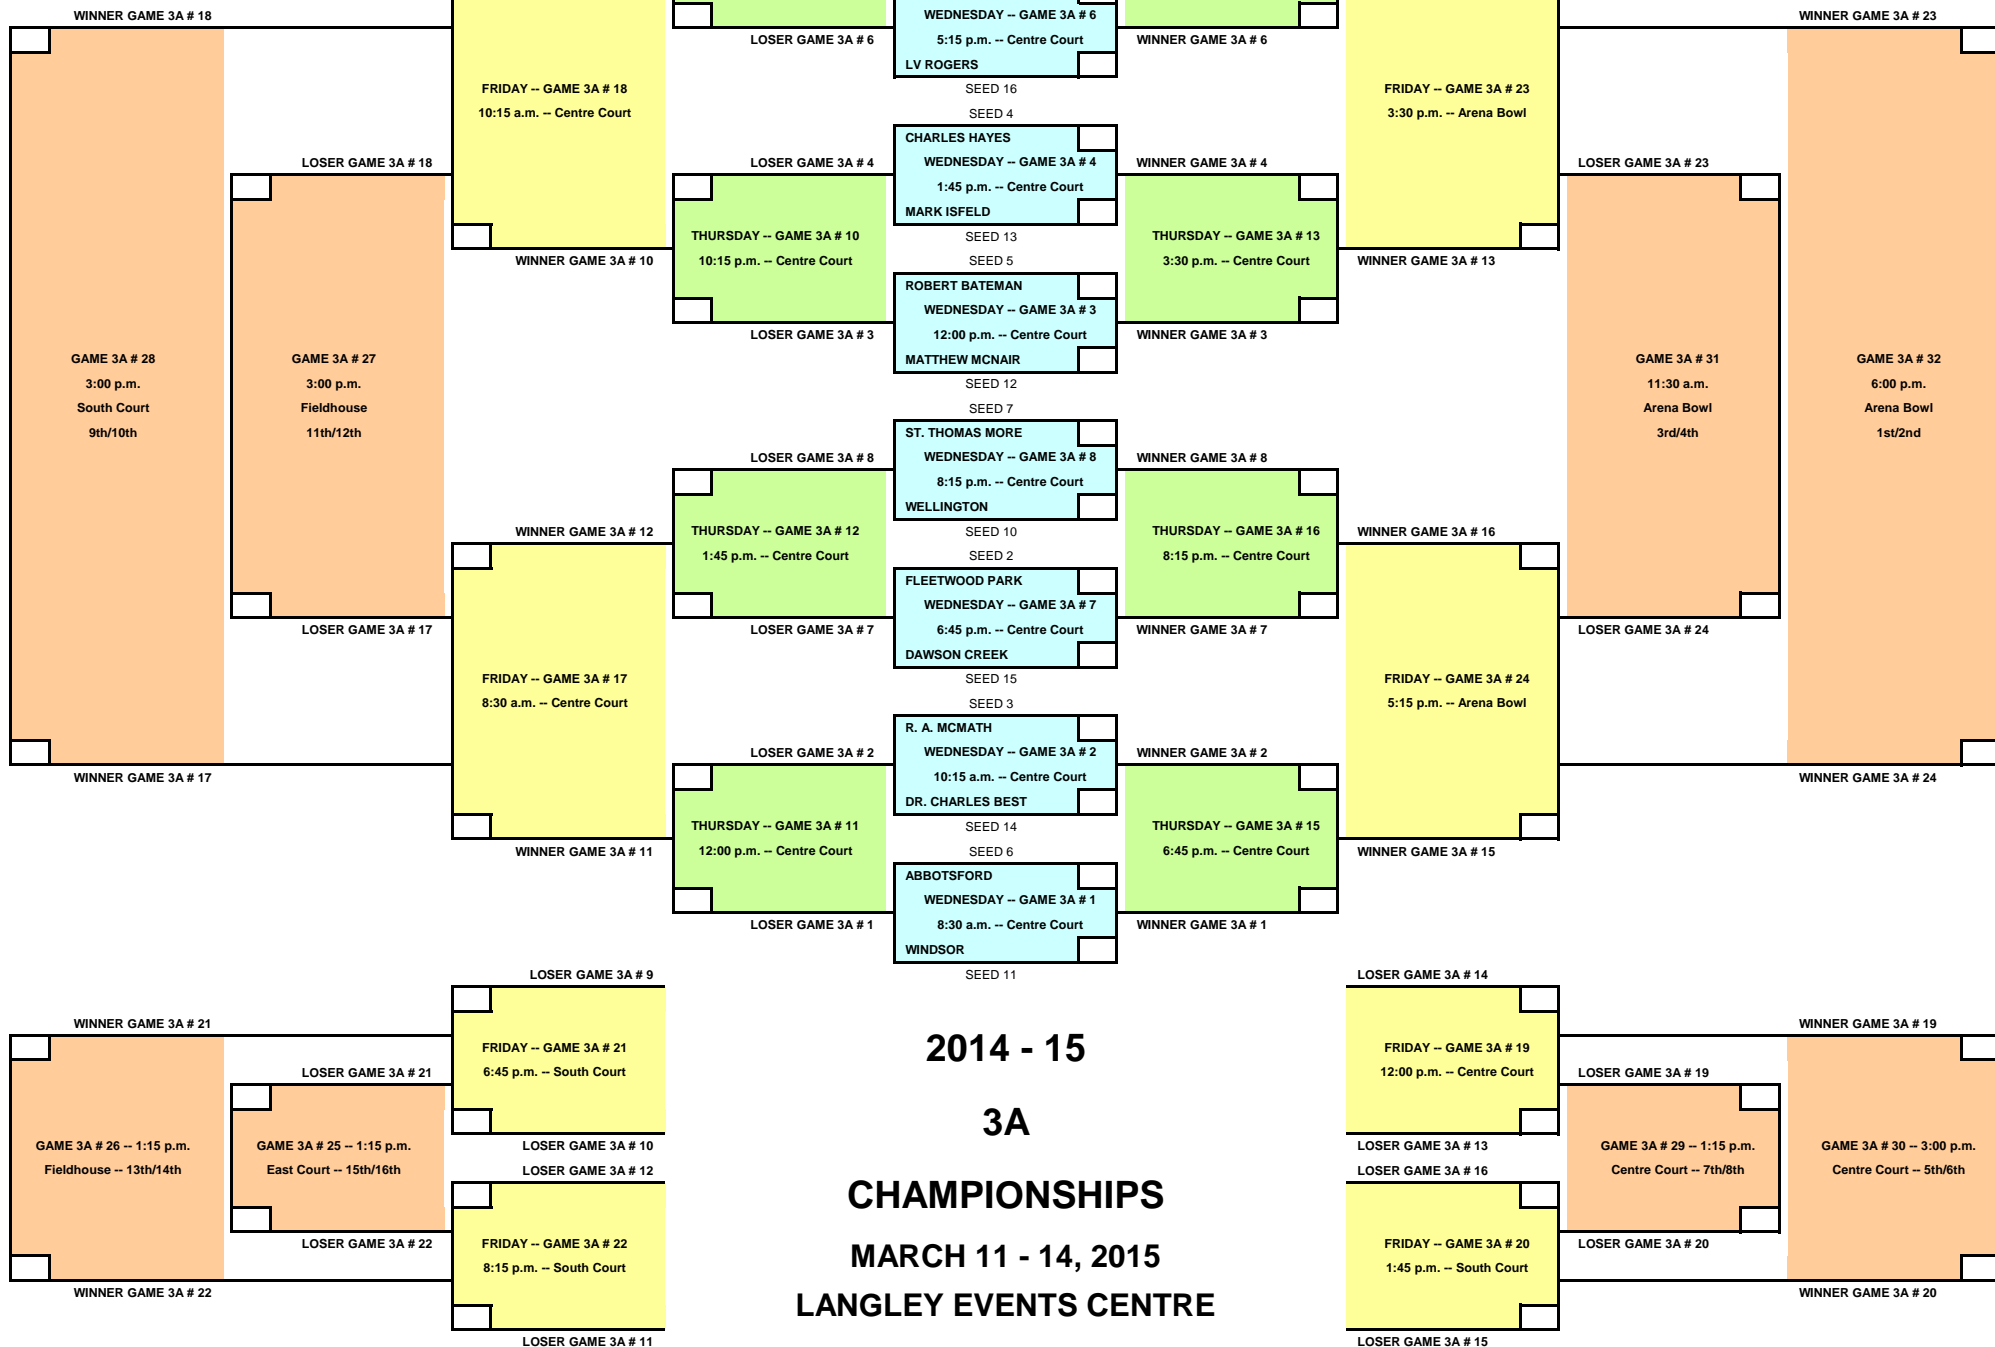 WINNER GAME 3A # 18
WEDNESDAY -- GAME 3A # 6
WINNER GAME 3A # 23
LOSER GAME 3A # 6
5:15 p.m. -- Centre Court
WINNER GAME 3A # 6
LV ROGERS
FRIDAY -- GAME 3A # 18
SEED 16
FRIDAY -- GAME 3A # 23
10:15 a.m. -- Centre Court
SEED 4
3:30 p.m. -- Arena Bowl
CHARLES HAYES
LOSER GAME 3A # 18
LOSER GAME 3A # 4
WEDNESDAY -- GAME 3A # 4
WINNER GAME 3A # 4
LOSER GAME 3A # 23
1:45 p.m. -- Centre Court
MARK ISFELD
THURSDAY -- GAME 3A # 10
SEED 13
THURSDAY -- GAME 3A # 13
WINNER GAME 3A # 10
10:15 p.m. -- Centre Court
SEED 5
3:30 p.m. -- Centre Court
WINNER GAME 3A # 13
ROBERT BATEMAN
WEDNESDAY -- GAME 3A # 3
LOSER GAME 3A # 3
12:00 p.m. -- Centre Court
WINNER GAME 3A # 3
GAME 3A # 28
GAME 3A # 27
MATTHEW MCNAIR
GAME 3A # 31
GAME 3A # 32
3:00 p.m.
3:00 p.m.
SEED 12
11:30 a.m.
6:00 p.m.
South Court
Fieldhouse
SEED 7
Arena Bowl
Arena Bowl
9th/10th
11th/12th
ST. THOMAS MORE
3rd/4th
1st/2nd
LOSER GAME 3A # 8
WEDNESDAY -- GAME 3A # 8
WINNER GAME 3A # 8
8:15 p.m. -- Centre Court
WELLINGTON
WINNER GAME 3A # 12
THURSDAY -- GAME 3A # 12
SEED 10
THURSDAY -- GAME 3A # 16
WINNER GAME 3A # 16
1:45 p.m. -- Centre Court
SEED 2
8:15 p.m. -- Centre Court
FLEETWOOD PARK
WEDNESDAY -- GAME 3A # 7
LOSER GAME 3A # 17
LOSER GAME 3A # 7
6:45 p.m. -- Centre Court
WINNER GAME 3A # 7
LOSER GAME 3A # 24
DAWSON CREEK
FRIDAY -- GAME 3A # 17
SEED 15
FRIDAY -- GAME 3A # 24
8:30 a.m. -- Centre Court
SEED 3
5:15 p.m. -- Arena Bowl
R. A. MCMATH
LOSER GAME 3A # 2
WEDNESDAY -- GAME 3A # 2
WINNER GAME 3A # 2
WINNER GAME 3A # 17
10:15 a.m. -- Centre Court
WINNER GAME 3A # 24
DR. CHARLES BEST
THURSDAY -- GAME 3A # 11
SEED 14
THURSDAY -- GAME 3A # 15
WINNER GAME 3A # 11
12:00 p.m. -- Centre Court
SEED 6
6:45 p.m. -- Centre Court
WINNER GAME 3A # 15
ABBOTSFORD
WEDNESDAY -- GAME 3A # 1
LOSER GAME 3A # 1
8:30 a.m. -- Centre Court
WINNER GAME 3A # 1
WINDSOR
LOSER GAME 3A # 9
SEED 11
LOSER GAME 3A # 14
WINNER GAME 3A # 21
WINNER GAME 3A # 19
FRIDAY -- GAME 3A # 21
2014 - 15
FRIDAY -- GAME 3A # 19
LOSER GAME 3A # 21
6:45 p.m. -- South Court
12:00 p.m. -- Centre Court
LOSER GAME 3A # 19
3A
GAME 3A # 26 -- 1:15 p.m.
GAME 3A # 25 -- 1:15 p.m.
LOSER GAME 3A # 10
LOSER GAME 3A # 13
GAME 3A # 29 -- 1:15 p.m.
GAME 3A # 30 -- 3:00 p.m.
Fieldhouse -- 13th/14th
East Court -- 15th/16th
LOSER GAME 3A # 12
LOSER GAME 3A # 16
Centre Court -- 7th/8th
Centre Court -- 5th/6th
CHAMPIONSHIPS
LOSER GAME 3A # 22
FRIDAY -- GAME 3A # 22
FRIDAY -- GAME 3A # 20
LOSER GAME 3A # 20
8:15 p.m. -- South Court
MARCH 11 - 14, 2015
1:45 p.m. -- South Court
WINNER GAME 3A # 22
LANGLEY EVENTS CENTRE
WINNER GAME 3A # 20
LOSER GAME 3A # 11
LOSER GAME 3A # 15